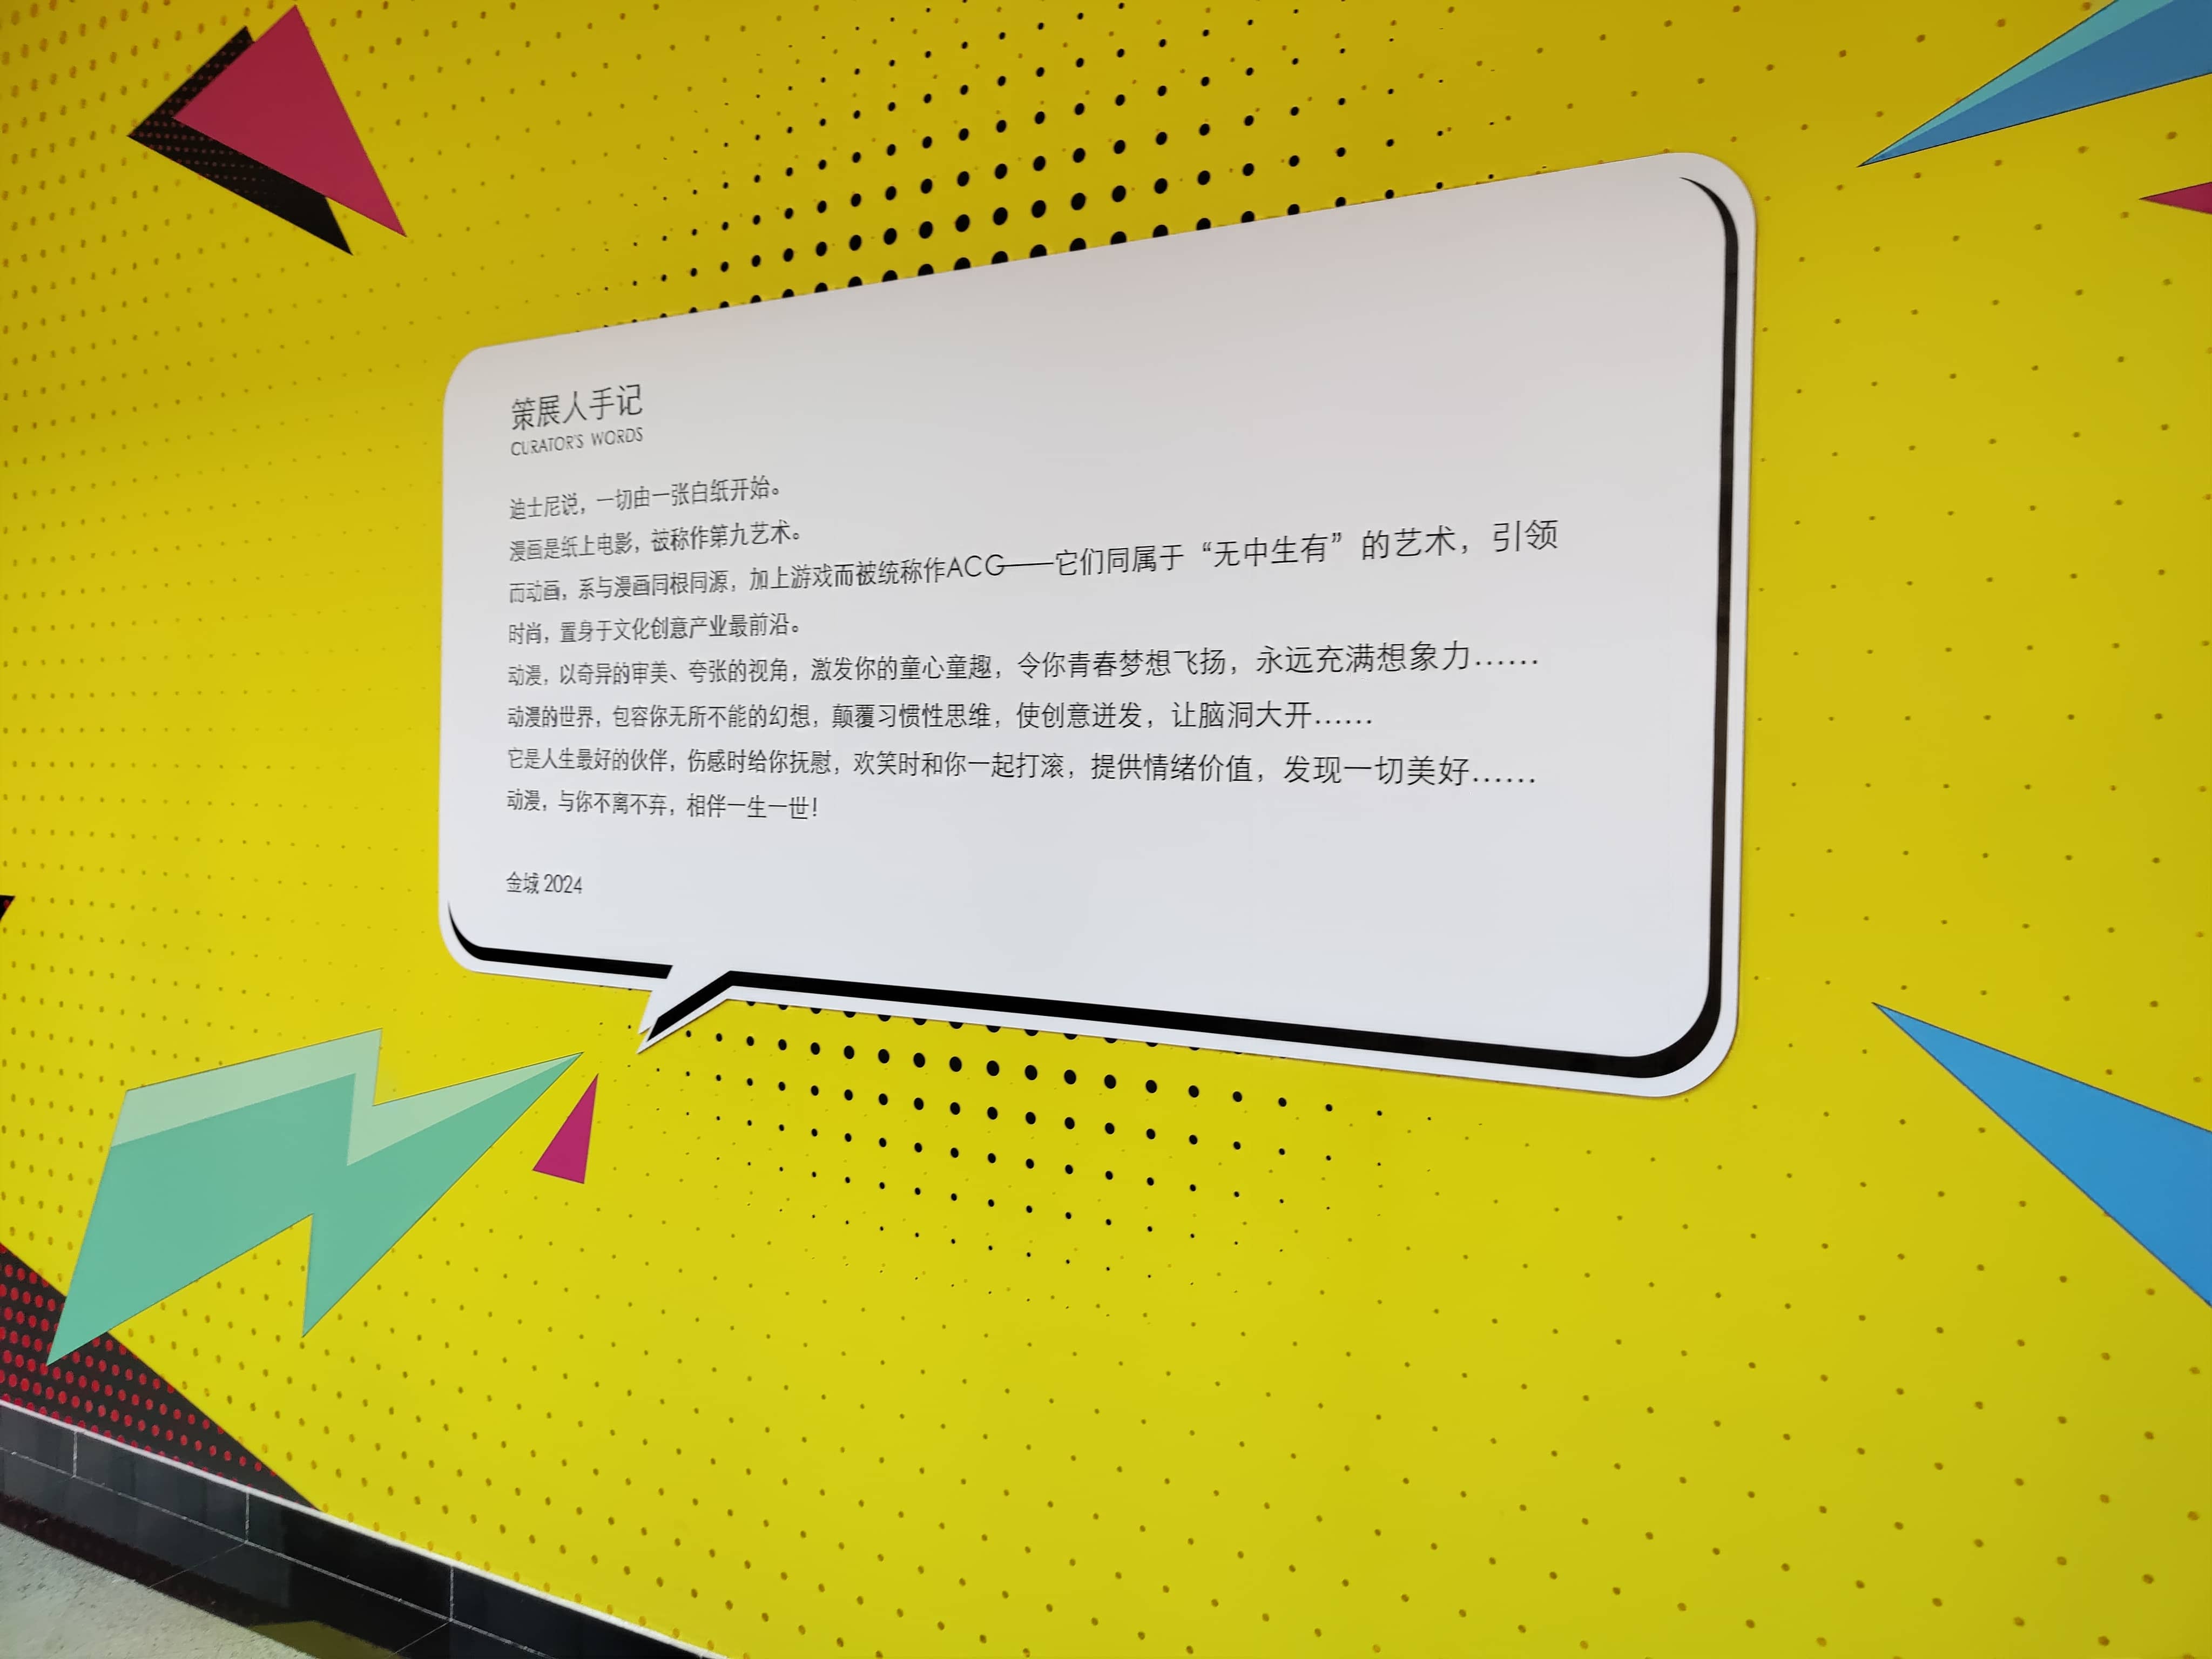 策展人手记
CURATOR'S WORDS
迪士尼说，一切由一张白纸开始。
漫画是纸上电影，被称作第九艺术。
而动画，系与漫画同根同源，加上游戏而被统称作ACG——它们同属于“无中生有”的艺术，引领
时尚，置身于文化创意产业最前沿。
动漫，以奇异的审美、夸张的视角，激发你的童心童趣，令你青春梦想飞扬，永远充满想象力……
动漫的世界，包容你无所不能的幻想，颠覆习惯性思维，使创意迸发，让脑洞大开……
它是人生最好的伙伴，伤感时给你抚慰，欢笑时和你一起打滚，提供情绪价值，发现一切美好……
动漫，与你不离不弃，相伴一生一世！
金城 2024